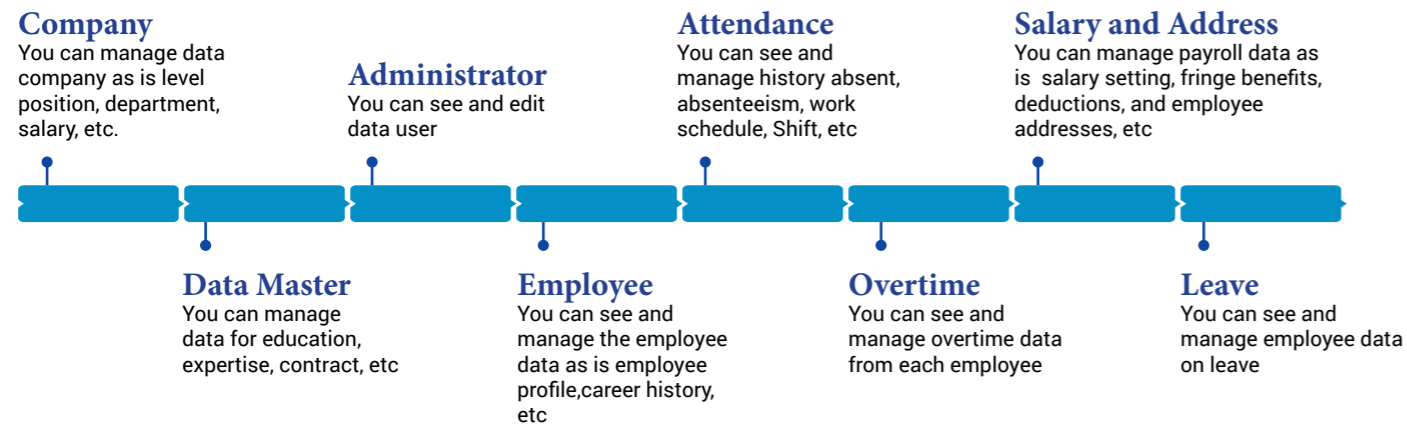 Company
You can manage data
company as is level
position, department,
salary, etc.
Data Master
You can manage
data for education,
expertise, contract, etc
Administrator
You can see and edit
data user
Employee
You can see and
manage the employee
data as is employee
profile,career history,
etc
Attendance
You can see and
manage history absent,
absenteeism, work
schedule, Shift, etc
Overtime
You can see and
manage overtime data
from each employee
Salary and Address
You can manage payroll data as
is  salary setting, fringe benefits,
deductions, and employee
addresses, etc
Leave
You can see and
manage employee data
on leave